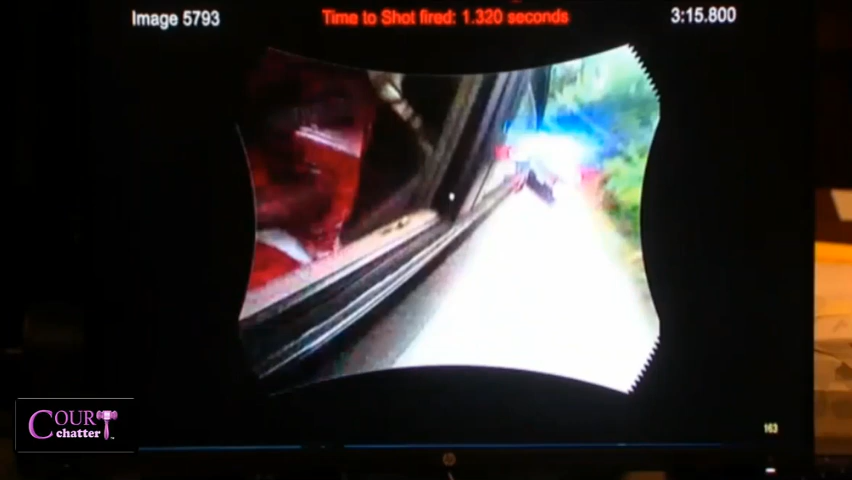 Image 5793
Time to Shot fired: 1.320 seconds
3:15.800
163
COURT
chatter